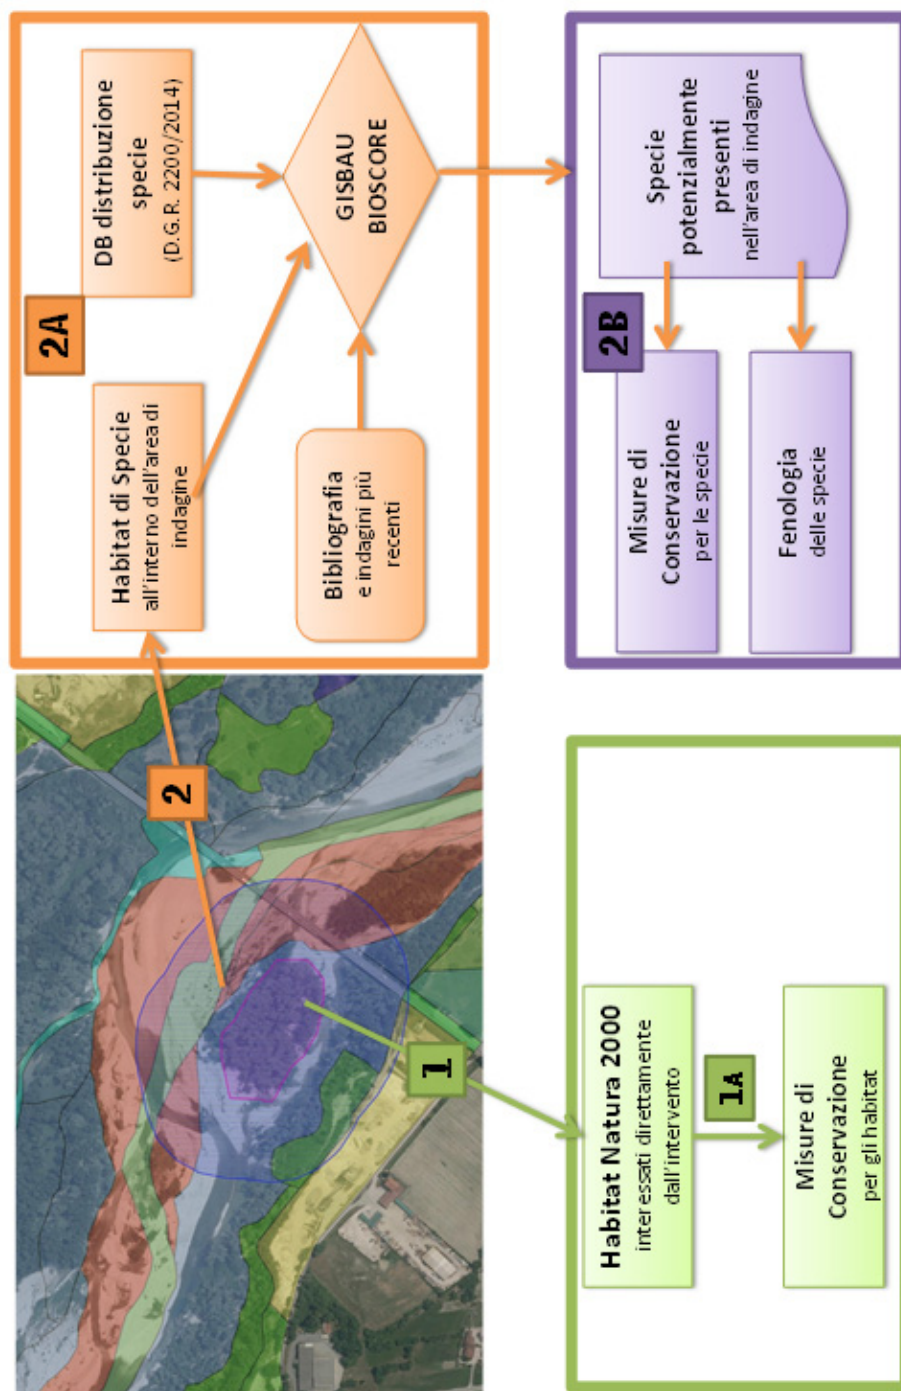 2
2A
Habitat di Specie
all'interno dell'area di
indagine
DB distribuzione
specie
(D.G.R. 2200/2014)
Bibliografia
e indagini più
recenti
GISBAU
BIOSCORE
1
Habitat Natura 2000
interessati direttamente
dall'intervento
1A
Misure di
Conservazione
per gli habitat
2B
Misure di
Conservazione
per le specie
Specie
potenzialmente
presenti
nell'area di indagine
Fenologia
delle specie